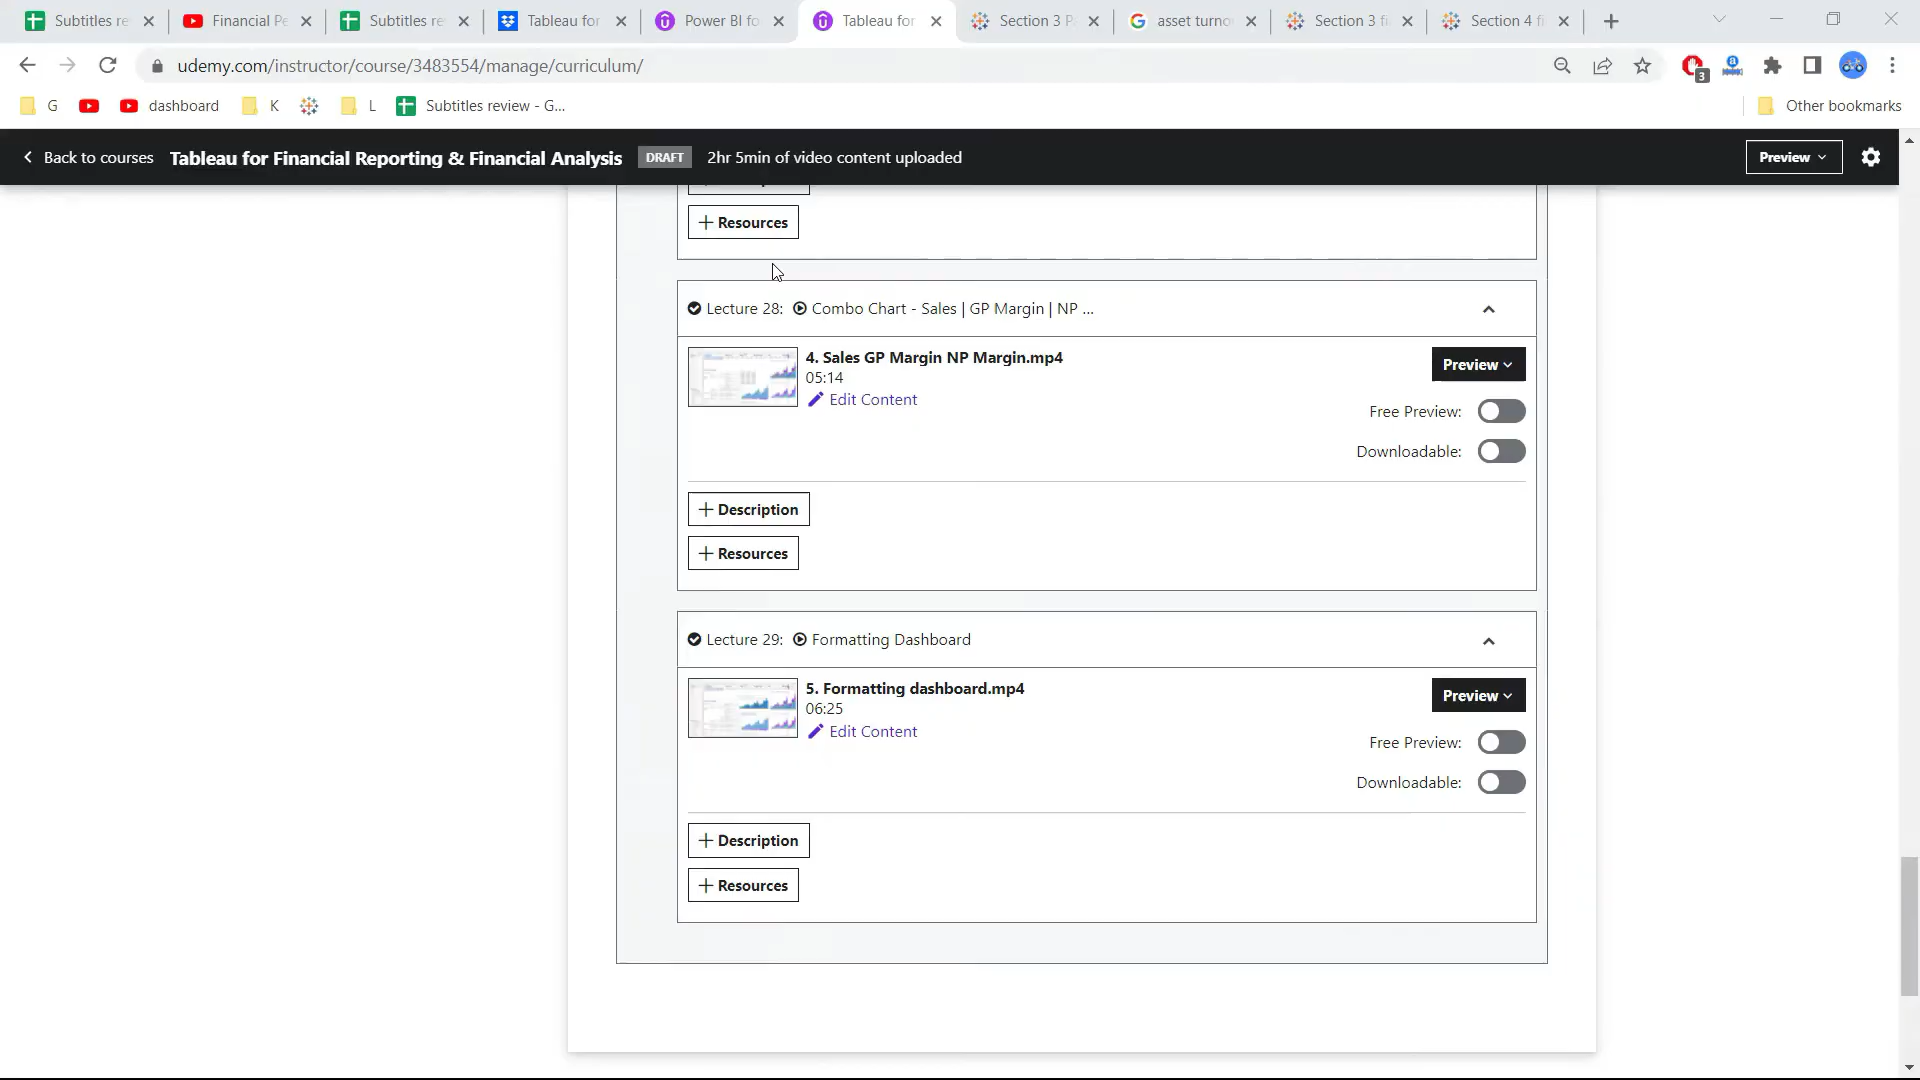 Subtitles re
Financial Pe
Subtitles re
Tableau for
Power BI fo
Tableau for
Section 3 P
asset turno
Section 3 fi
Section 4 fi
udemy.com/instructor/course/3483554/manage/curriculum/
3
G
dashboard
K
L
Subtitles review - G...
Other bookmarks
Back to courses
Tableau for Financial Reporting & Financial Analysis
DRAFT
2hr 5min of video content uploaded
Preview
+ Resources
Lecture 28:
Combo Chart - Sales | GP Margin | NP ...
4. Sales GP Margin NP Margin.mp4
05:14
Edit Content
Preview
Free Preview:
Downloadable:
+ Description
+ Resources
Lecture 29:
Formatting Dashboard
5. Formatting dashboard.mp4
06:25
Edit Content
Preview
Free Preview:
Downloadable:
+ Description
+ Resources